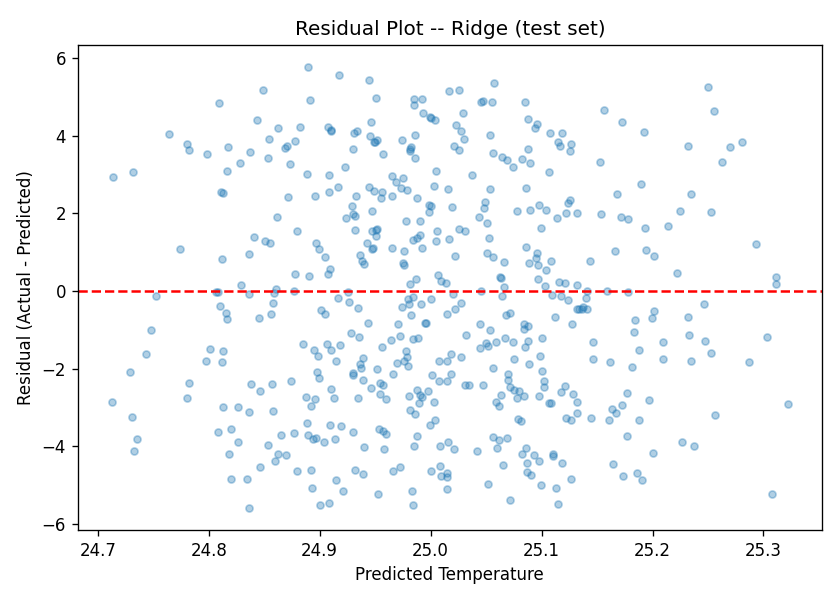 Residual Plot -- Ridge (test set)
Residual (Actual - Predicted)
6
4
2
0
−2
−4
−6
24.7 24.8 24.9 25.0 25.1 25.2 25.3
Predicted Temperature